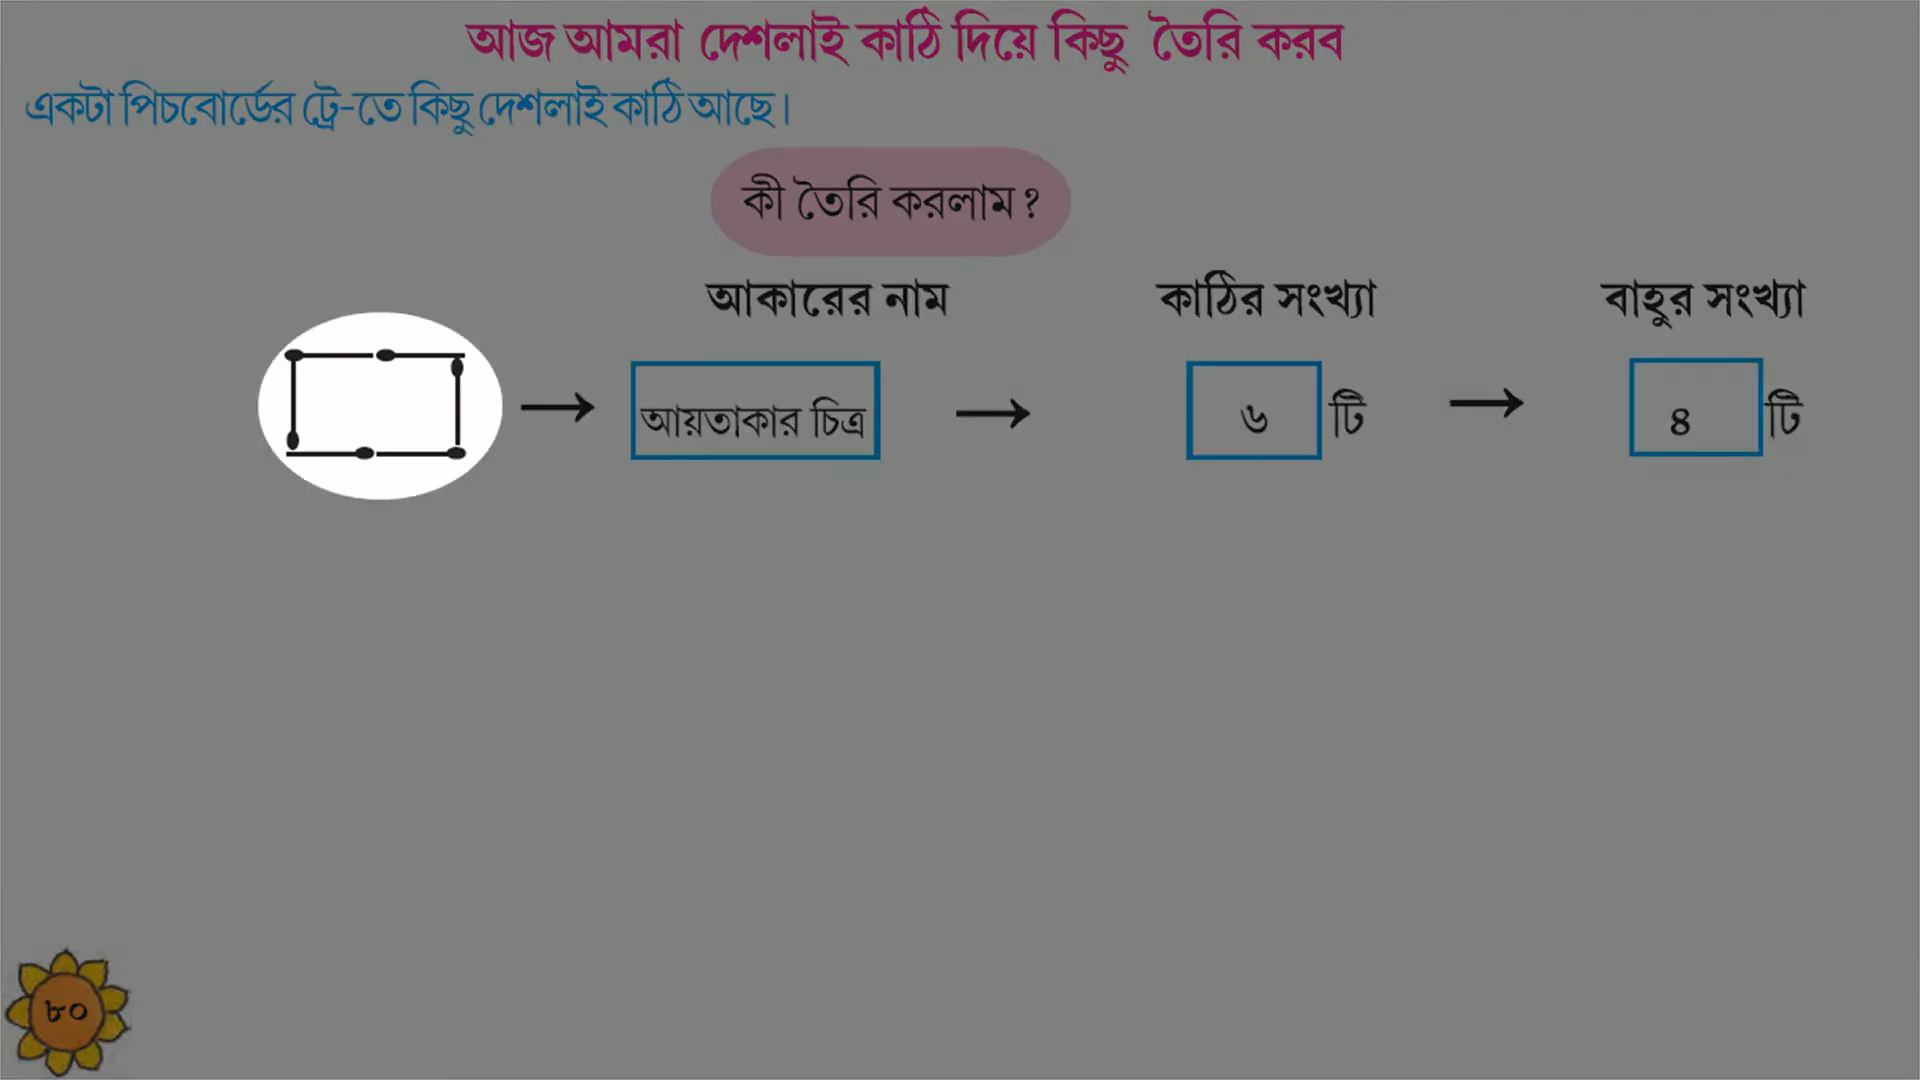 আজ আমরা দেশলাই কাঠি দিয়ে কিছু তৈরি করব
একটা পিচবোর্ডের ট্রে-তে কিছু দেশলাই কাঠি আছে।
কী তৈরি করলাম ?
আকারের নাম কাঠির সংখ্যা বাহুর সংখ্যা
→ আয়তাকার চিত্র → ৬ টি → ৪ টি
৮০